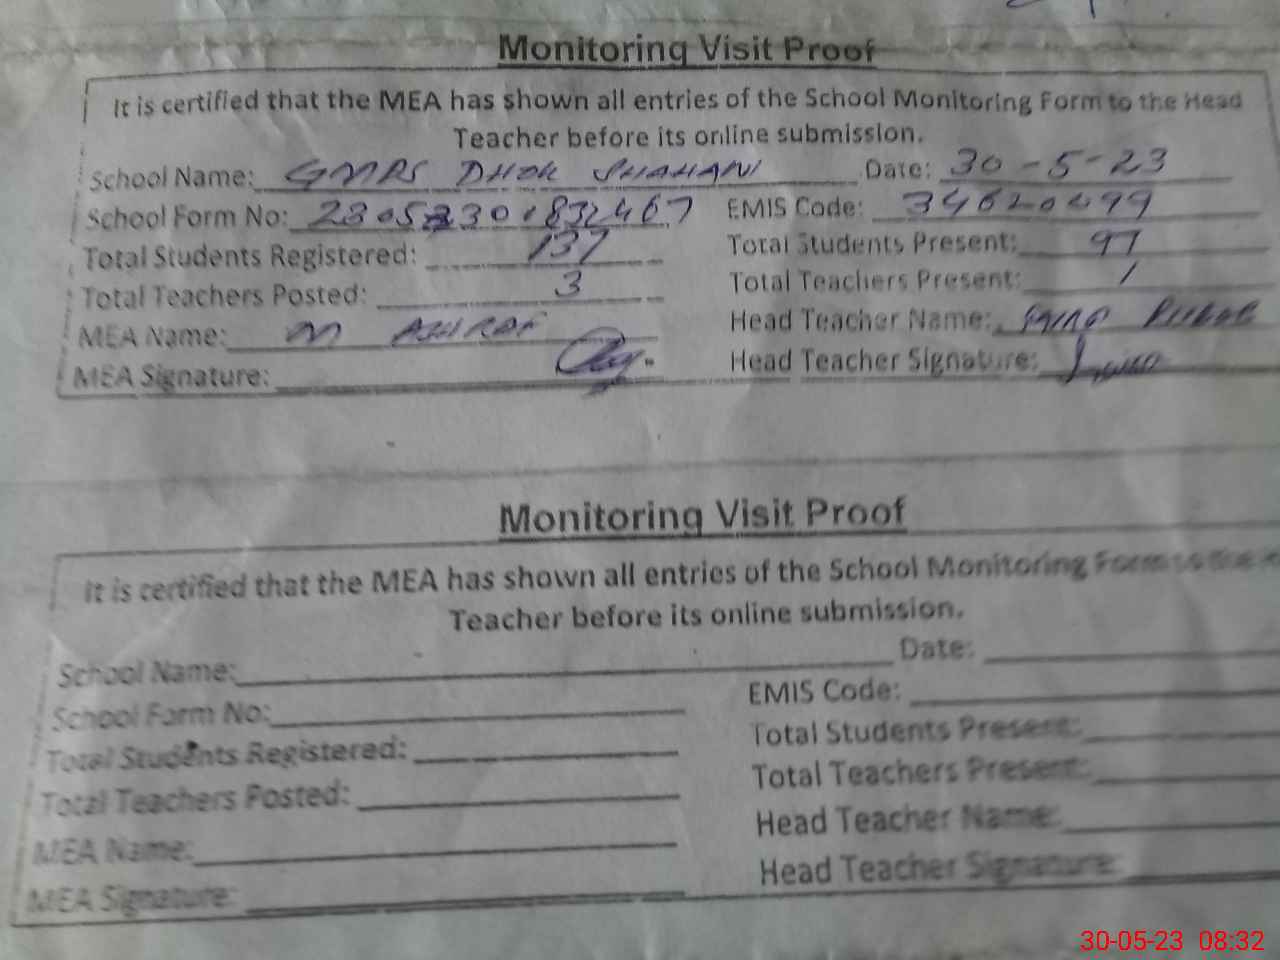 Monitoring Visit Proof
It is certified that the MEA has shown all entries of the School Monitoring Form to the Head
Teacher before its online submission.
School Name: GMPS DHOK SHAHANI Date: 30-5-23
School Form No: EMIS Code: 34620499
Total Students Registered: 137 Total Students Present: 97
Total Teachers Posted: 3 Total Teachers Present: 1
MEA Name: M ASHRAF Head Teacher Name:
MEA Signature: Head Teacher Signature:
Monitoring Visit Proof
It is certified that the MEA has shown all entries of the School Monitoring Form to the
Teacher before its online submission.
School Name: Date:
School Form No: EMIS Code:
Total Students Registered: Total Students Present:
Total Teachers Posted: Total Teachers Present:
MEA Name: Head Teacher Name:
MEA Signature: Head Teacher Signature:
30-05-23 08:32